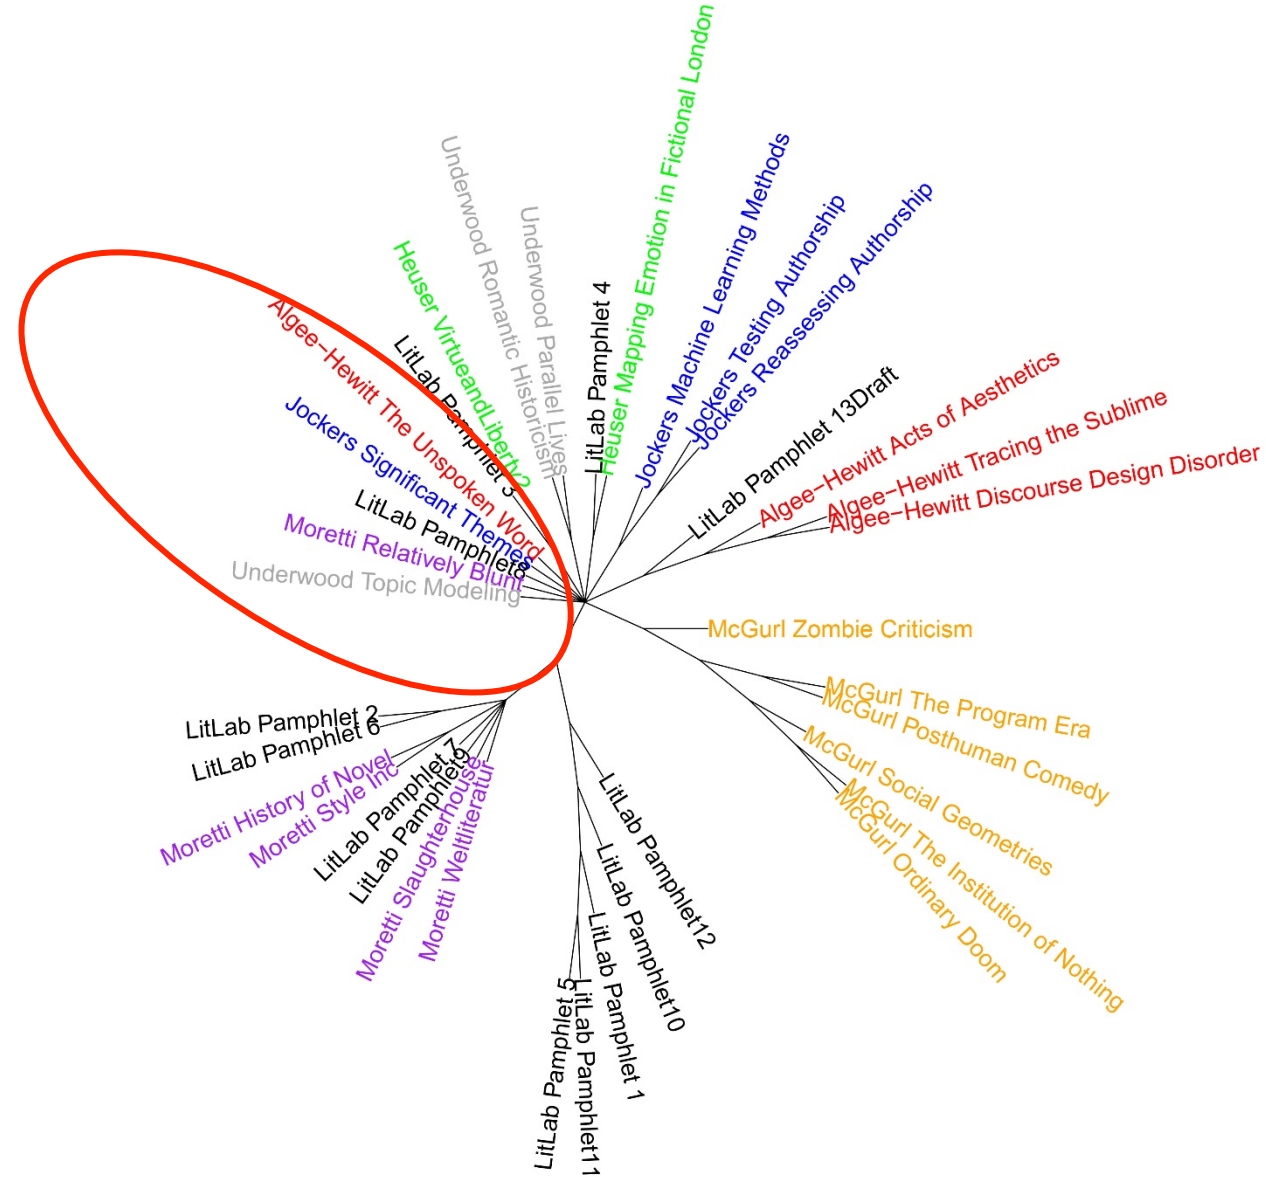 Heuser Mapping Emotion in Fictional London
LitLab Pamphlet 4
Underwood Parallel Lives
Underwood Romantic Historicism
Heuser VirtueandLiberty2
LitLab Pamphlet 3
Algee−Hewitt The Unspoken Word
Jockers Significant Themes
LitLab Pamphlet8
Moretti Relatively Blunt
Underwood Topic Modeling
Jockers Machine Learning Methods
Jockers Testing Authorship
Jockers Reassessing Authorship
LitLab Pamphlet 13Draft
Algee−Hewitt Acts of Aesthetics
Algee−Hewitt Tracing the Sublime
Algee−Hewitt Discourse Design Disorder
McGurl Zombie Criticism
McGurl The Program Era
McGurl Posthuman Comedy
McGurl Social Geometries
McGurl The Institution of Nothing
McGurl Ordinary Doom
LitLab Pamphlet 2
LitLab Pamphlet 6
Moretti History of Novel
Moretti Style Inc
LitLab Pamphlet 7
LitLab Pamphlet9
Moretti Slaughterhouse
Moretti Weltliteratur
LitLab Pamphlet12
LitLab Pamphlet10
LitLab Pamphlet 1
LitLab Pamphlet11
LitLab Pamphlet 5